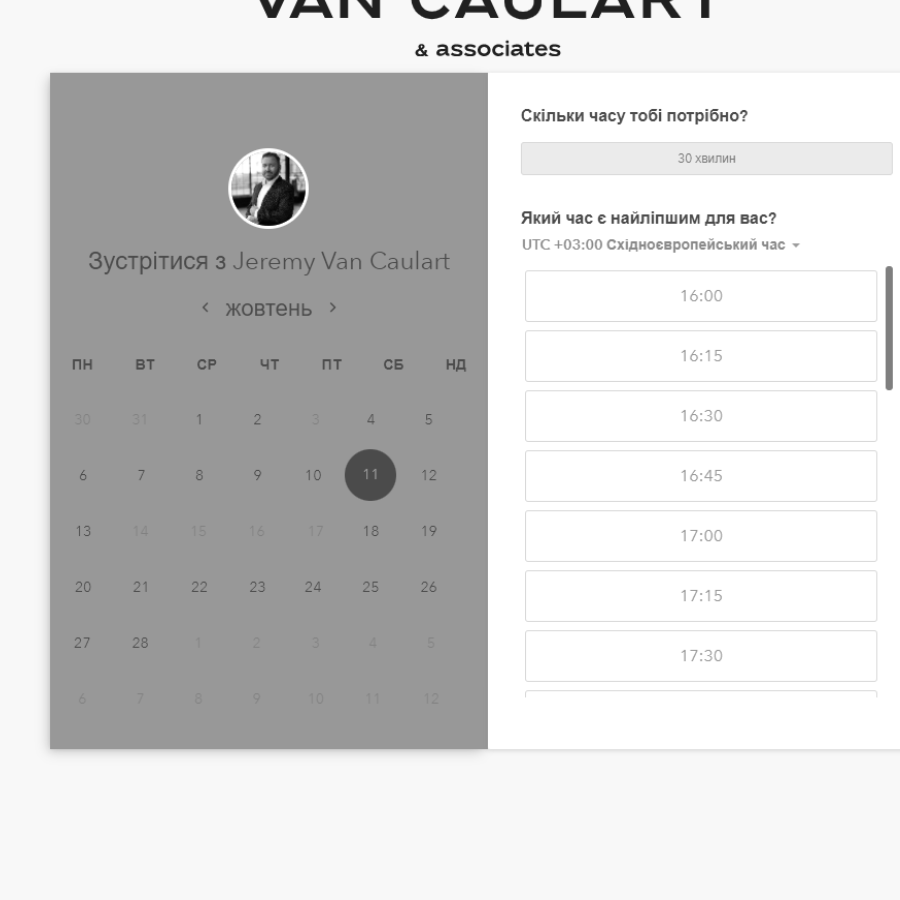 VAN CAULART
& associates
Зустрітися з Jeremy Van Caulart
‹ жовтень ›
ПН ВТ СР ЧТ ПТ СБ НД
30 31 1 2 3 4 5
6 7 8 9 10 11 12
13 14 15 16 17 18 19
20 21 22 23 24 25 26
27 28 1 2 3 4 5
6 7 8 9 10 11 12
Скільки часу тобі потрібно?
30 хвилин
Який час є найліпшим для вас?
UTC +03:00 Східноєвропейський час
16:00
16:15
16:30
16:45
17:00
17:15
17:30